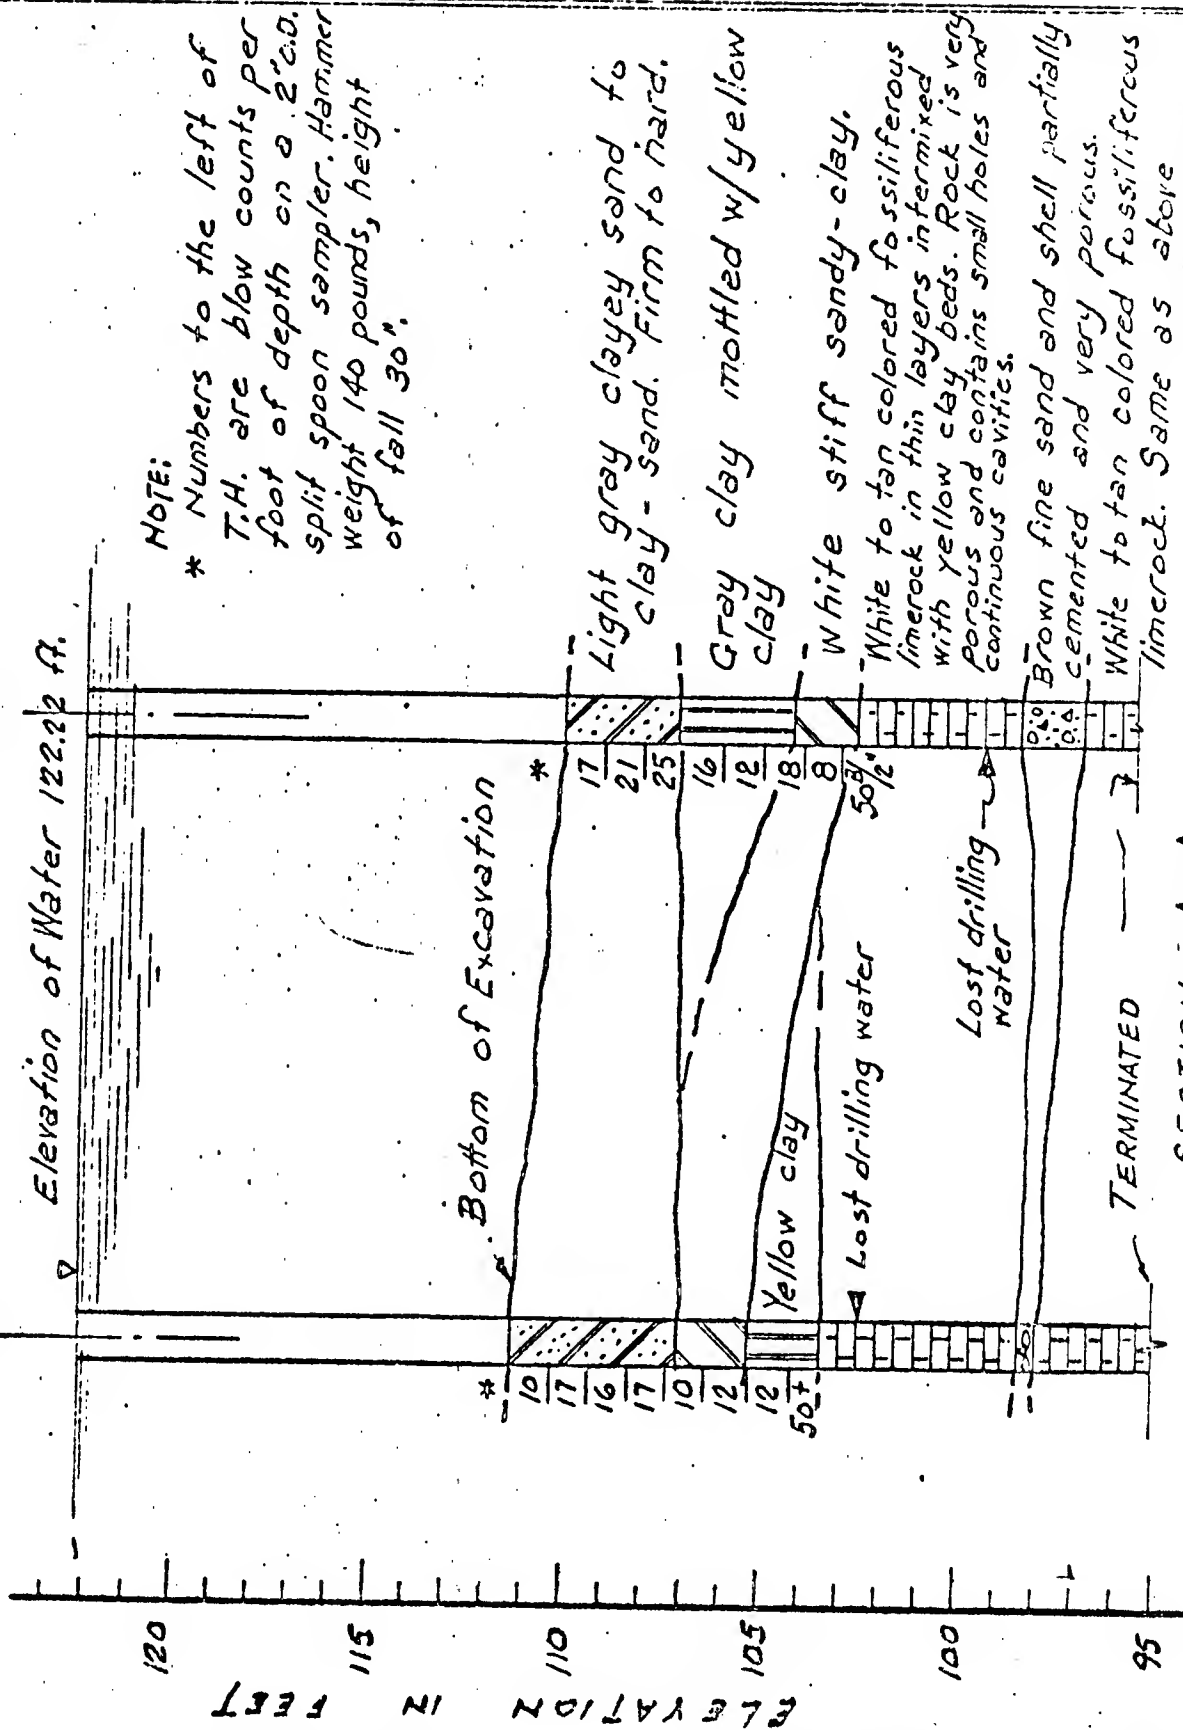 Elevation of Water 122.22 ft.
NOTE:
* Numbers to the left of
T.H. are blow counts per
foot of depth on a 2"O.D.
split spoon sampler. Hammer
weight 140 pounds, height
of fall 30".
Bottom of Excavation
Light gray clayey sand to
clay-sand. Firm to hard.
Gray clay mottled w/yellow
clay
White stiff sandy-clay.
White to tan colored fossiliferous
limerock in thin layers intermixed
with yellow clay beds. Rock is very
porous and contains small holes and
continuous cavities.
Brown fine sand and shell partially
cemented and very porous.
White to tan colored fossiliferous
limerock. Same as above
*
10
17
16
17
10
12
12
50+
*
17
21
25
16
12
18
8
Yellow clay
Lost drilling water
Lost drilling
water
TERMINATED
ELEVATION IN FEET
120
115
110
105
100
95